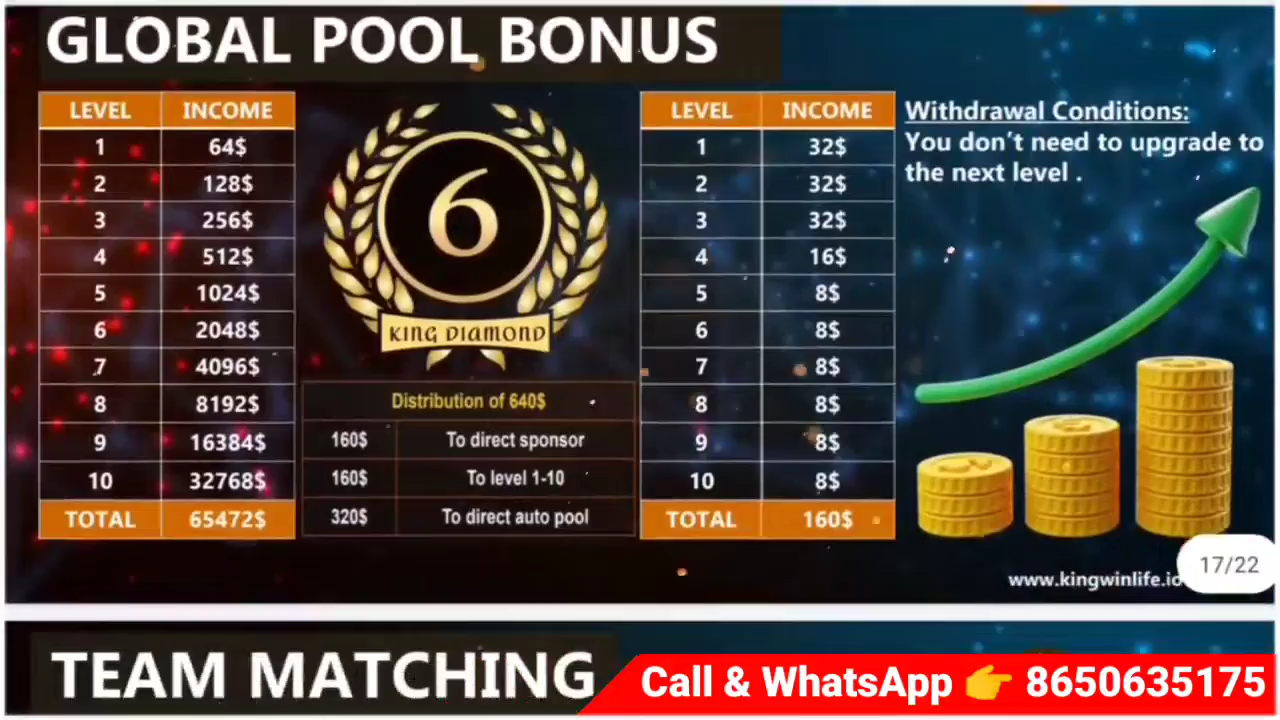 GLOBAL POOL BONUS
LEVEL INCOME
1 64$
2 128$
3 256$
4 512$
5 1024$
6 2048$
7 4096$
8 8192$
9 16384$
10 32768$
TOTAL 65472$
6
KING DIAMOND
Distribution of 640$
160$ To direct sponsor
160$ To level 1-10
320$ To direct auto pool
LEVEL INCOME
1 32$
2 32$
3 32$
4 16$
5 8$
6 8$
7 8$
8 8$
9 8$
10 8$
TOTAL 160$
Withdrawal Conditions:
You don't need to upgrade to
the next level .
www.kingwinlife.io
17/22
TEAM MATCHING
Call & WhatsApp 👉 8650635175